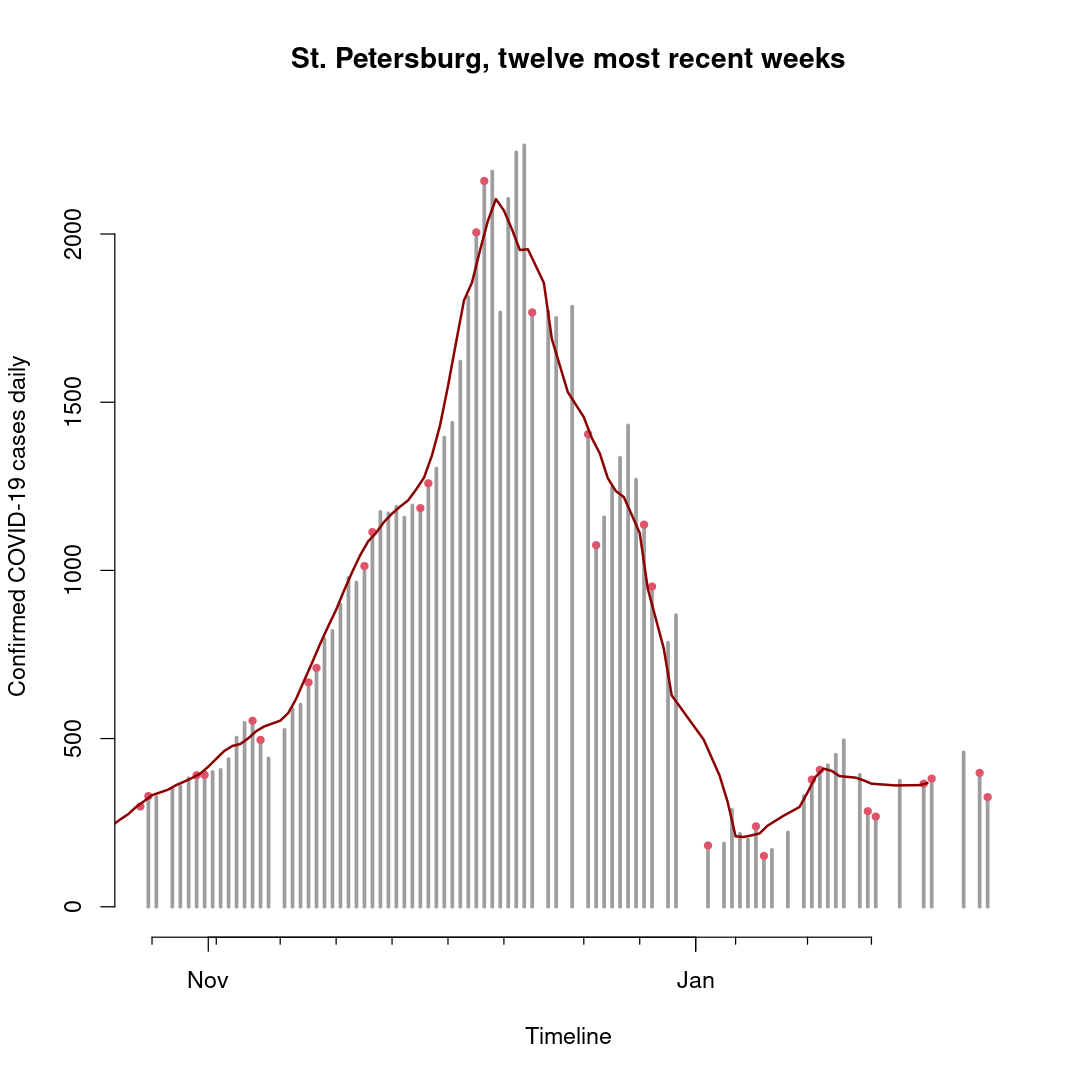 St. Petersburg, twelve most recent weeks
Confirmed COVID-19 cases daily
2000
1500
1000
500
0
Nov
Jan
Timeline